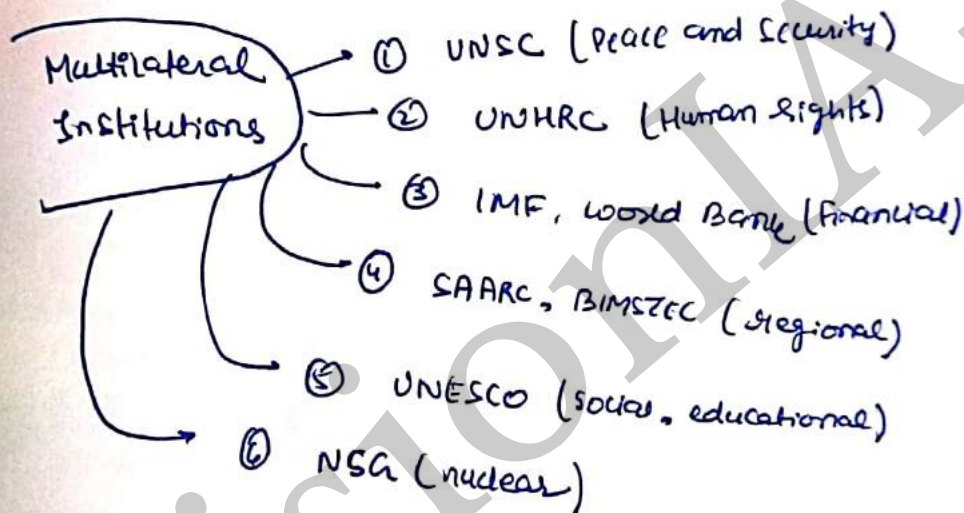 Multilateral
Institutions
① UNSC (Peace and Security)
② UNHRC (Human Rights)
③ IMF, World Bank (Financial)
④ SAARC, BIMSTEC (regional)
⑤ UNESCO (social, educational)
⑥ NSG (nuclear)
VisionIA